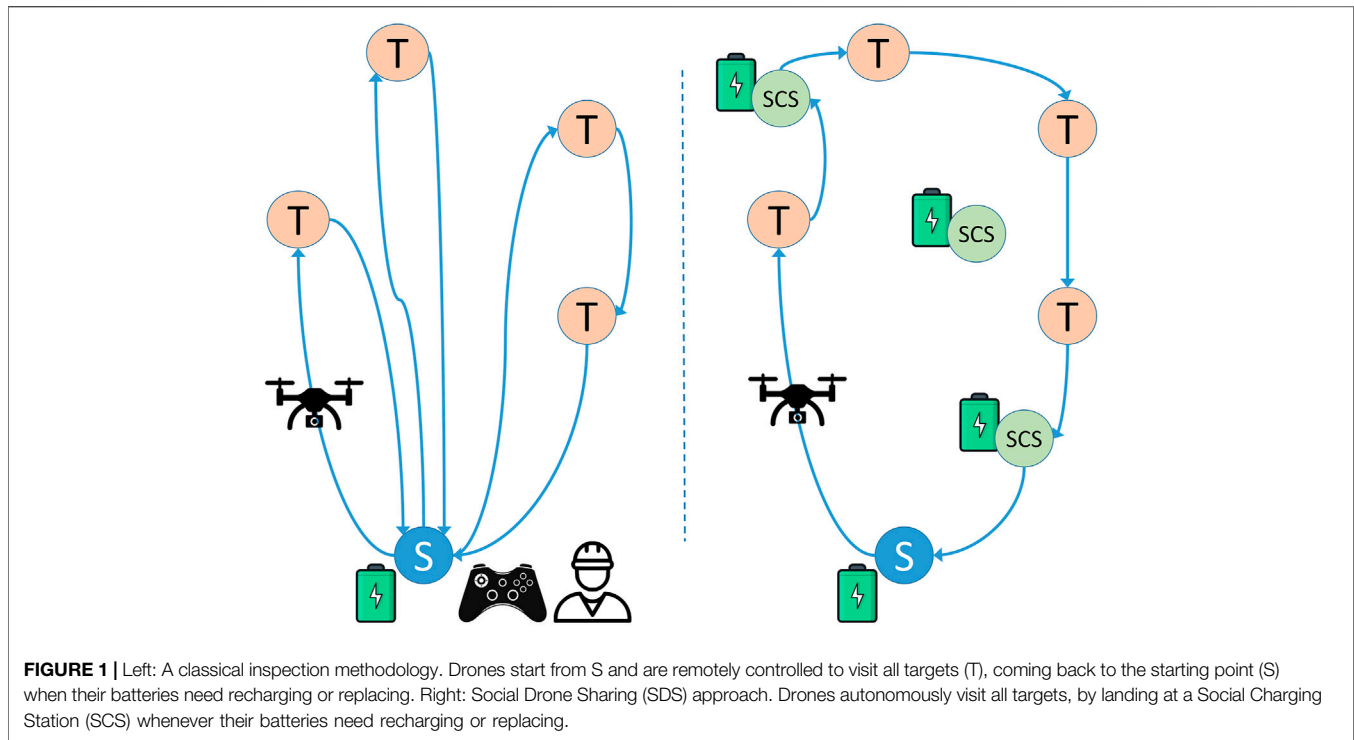 T
T
T
T
S
T
SCS
T
T
SCS
T
SCS
S
FIGURE 1 | Left: A classical inspection methodology. Drones start from S and are remotely controlled to visit all targets (T), coming back to the starting point (S)
when their batteries need recharging or replacing. Right: Social Drone Sharing (SDS) approach. Drones autonomously visit all targets, by landing at a Social Charging
Station (SCS) whenever their batteries need recharging or replacing.